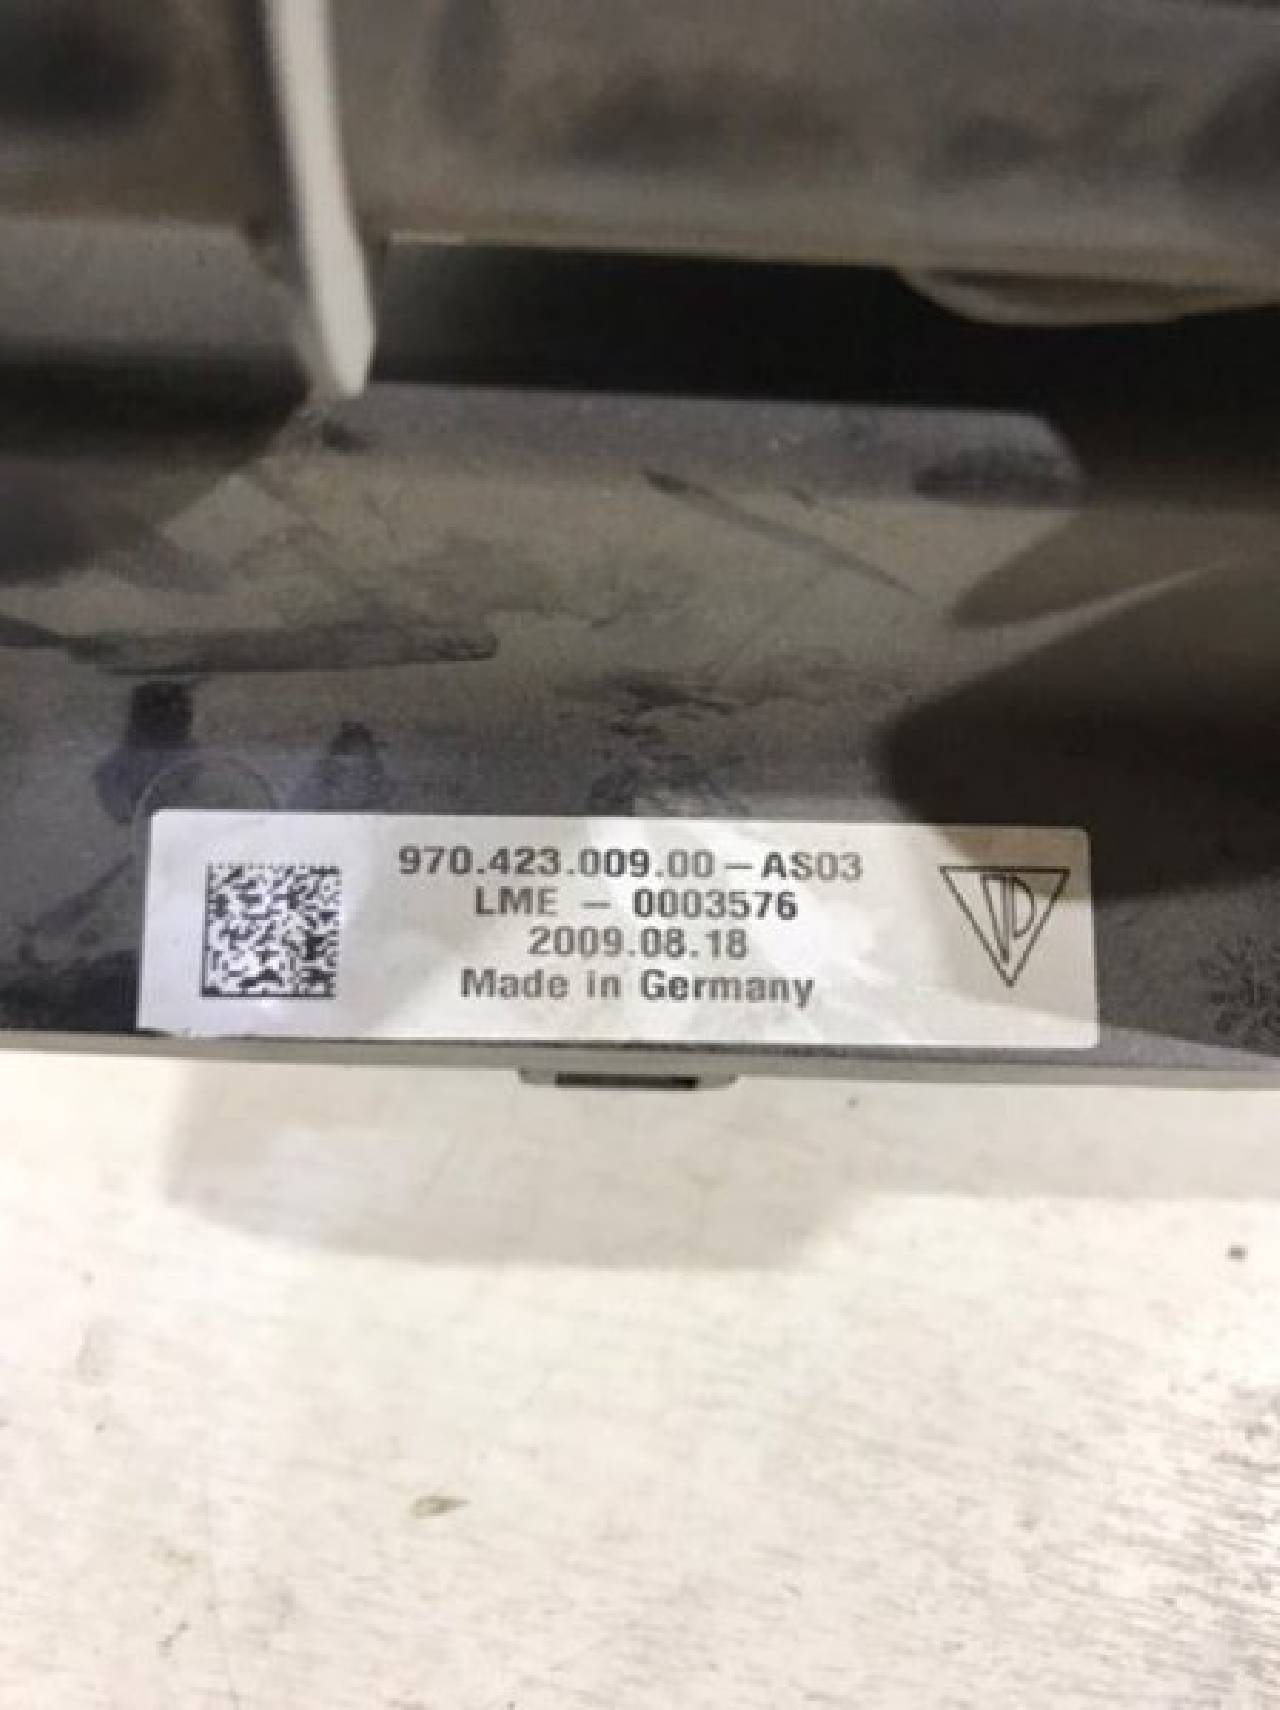 970.423.009.00-AS03
LME - 0003576
2009.08.18
Made in Germany